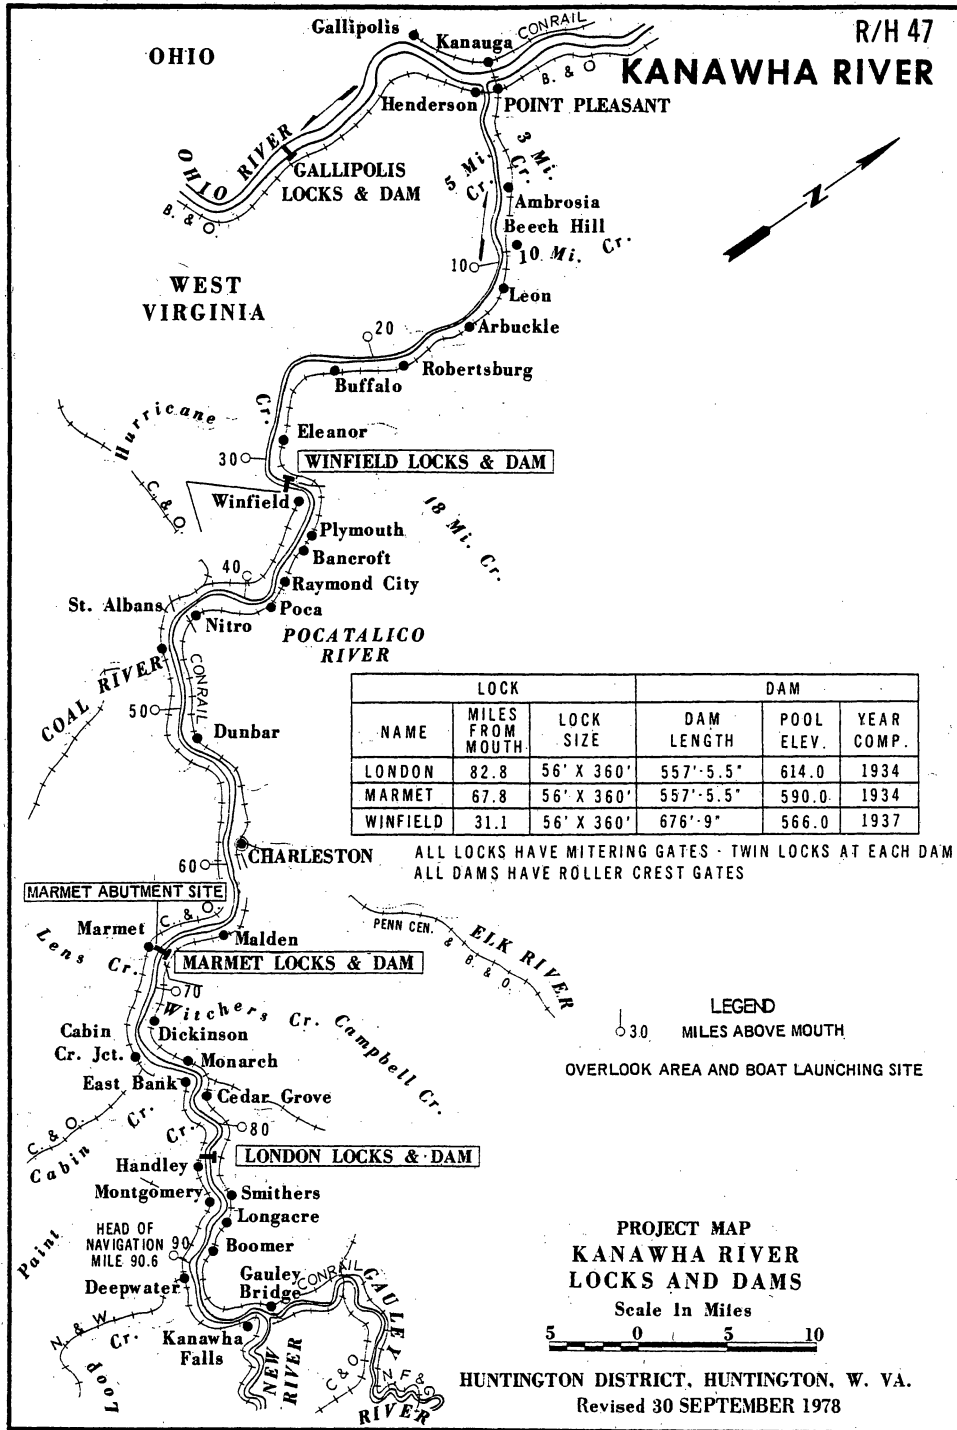 R/H 47
KANAWHA RIVER
OHIO
Gallipolis
Kanauga
CONRAIL
B. & O
Henderson
POINT PLEASANT
OHIO RIVER
GALLIPOLIS
LOCKS & DAM
B. & O.
3 Mi. Cr.
5 Mi. Cr.
Ambrosia
Beech Hill
10 Mi. Cr.
N
10
WEST
VIRGINIA
Leon
Arbuckle
20
Robertsburg
Buffalo
Hurricane Cr.
Eleanor
30
WINFIELD LOCKS & DAM
C. & O.
Winfield
18 Mi. Cr.
Plymouth
Bancroft
40
Raymond City
St. Albans
Poca
Nitro
POCATALICO
RIVER
COAL RIVER
CONRAIL
50
Dunbar
LOCK DAM
NAME MILES FROM MOUTH LOCK SIZE DAM LENGTH POOL ELEV. YEAR COMP.
LONDON 82.8 56' X 360' 557'-5.5" 614.0 1934
MARMET 67.8 56' X 360' 557'-5.5" 590.0 1934
WINFIELD 31.1 56' X 360' 676'-9" 566.0 1937
ALL LOCKS HAVE MITERING GATES - TWIN LOCKS AT EACH DAM
ALL DAMS HAVE ROLLER CREST GATES
CHARLESTON
60
MARMET ABUTMENT SITE
C. & O.
Marmet
Malden
Lens Cr.
MARMET LOCKS & DAM
PENN CEN. & B. & O.
ELK RIVER
70
Witchers Cr.
Campbell Cr.
Dickinson
Cabin
Cr. Jct.
Monarch
East Bank
Cedar Grove
LEGEND
30 MILES ABOVE MOUTH
OVERLOOK AREA AND BOAT LAUNCHING SITE
C. & O.
Cabin Cr.
80
LONDON LOCKS & DAM
Handley
Montgomery
Smithers
Longacre
Paint Cr.
HEAD OF
NAVIGATION
MILE 90.6
90
Boomer
Deepwater
Gauley
Bridge
CONRAIL
GAULEY RIVER
N & W
Loop Cr.
Kanawha
Falls
NEW RIVER
C & O
N F &
PROJECT MAP
KANAWHA RIVER
LOCKS AND DAMS
Scale In Miles
5 0 5 10
HUNTINGTON DISTRICT, HUNTINGTON, W. VA.
Revised 30 SEPTEMBER 1978